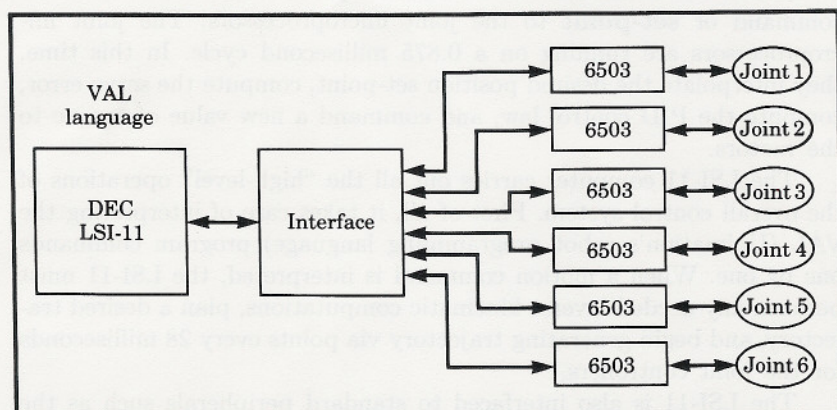 VAL
language
DEC
LSI-11
Interface
6503
Joint 1
6503
Joint 2
6503
Joint 3
6503
Joint 4
6503
Joint 5
6503
Joint 6